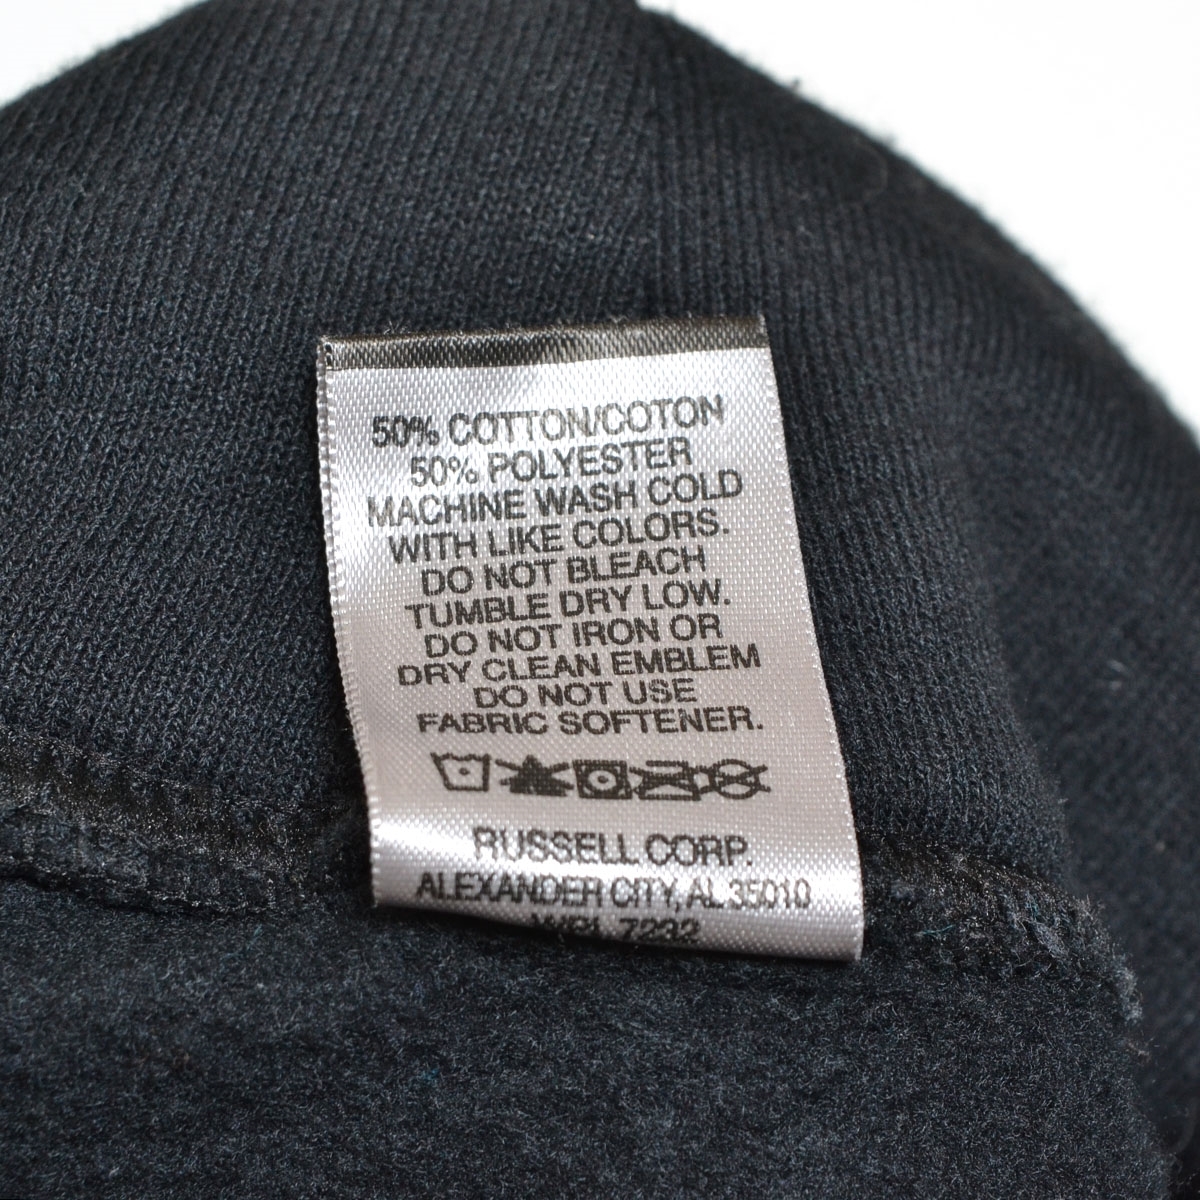 50% COTTON/COTON
50% POLYESTER
MACHINE WASH COLD
WITH LIKE COLORS.
DO NOT BLEACH
TUMBLE DRY LOW.
DO NOT IRON OR
DRY CLEAN EMBLEM
DO NOT USE
FABRIC SOFTENER.
RUSSELL CORP.
ALEXANDER CITY, AL 35010
7232